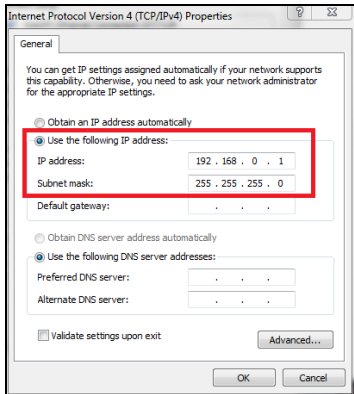 Internet Protocol Version 4 (TCP/IPv4) Properties
General
You can get IP settings assigned automatically if your network supports
this capability. Otherwise, you need to ask your network administrator
for the appropriate IP settings.
Obtain an IP address automatically
Use the following IP address:
IP address: 192 . 168 . 0 . 1
Subnet mask: 255 . 255 . 255 . 0
Default gateway: . . .
Obtain DNS server address automatically
Use the following DNS server addresses:
Preferred DNS server: . . .
Alternate DNS server: . . .
Validate settings upon exit Advanced...
OK Cancel